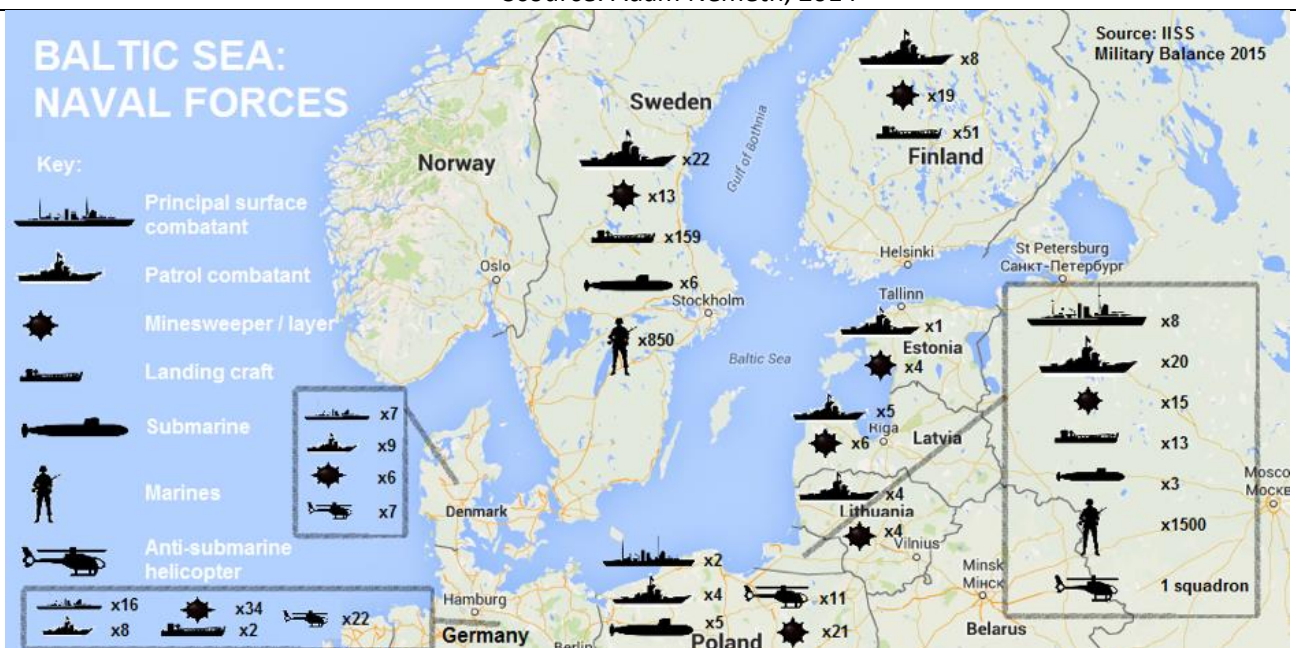 BALTIC SEA:
NAVAL FORCES
Source: IISS
Military Balance 2015
Key:
Principal surface
combatant
Patrol combatant
Minesweeper / layer
Landing craft
Submarine
Marines
Anti-submarine
helicopter
Norway
Oslo
Sweden
x22
x13
x159
x6
Stockholm
x850
Gulf of Bothnia
Baltic Sea
x8
x19
x51
Finland
Helsinki
St Petersburg
Санкт-Петербург
Tallinn
x1
Estonia
x4
x5
Riga
x6
Latvia
x4
Lithuania
x4
Vilnius
Minsk
Мінск
Belarus
Mosco
Москв
x8
x20
x15
x13
x3
x1500
1 squadron
x7
x9
x6
x7
Denmark
x16
x34
x22
x8
x2
Hamburg
Germany
Berlin
x2
x4
x5
x11
x21
Poland